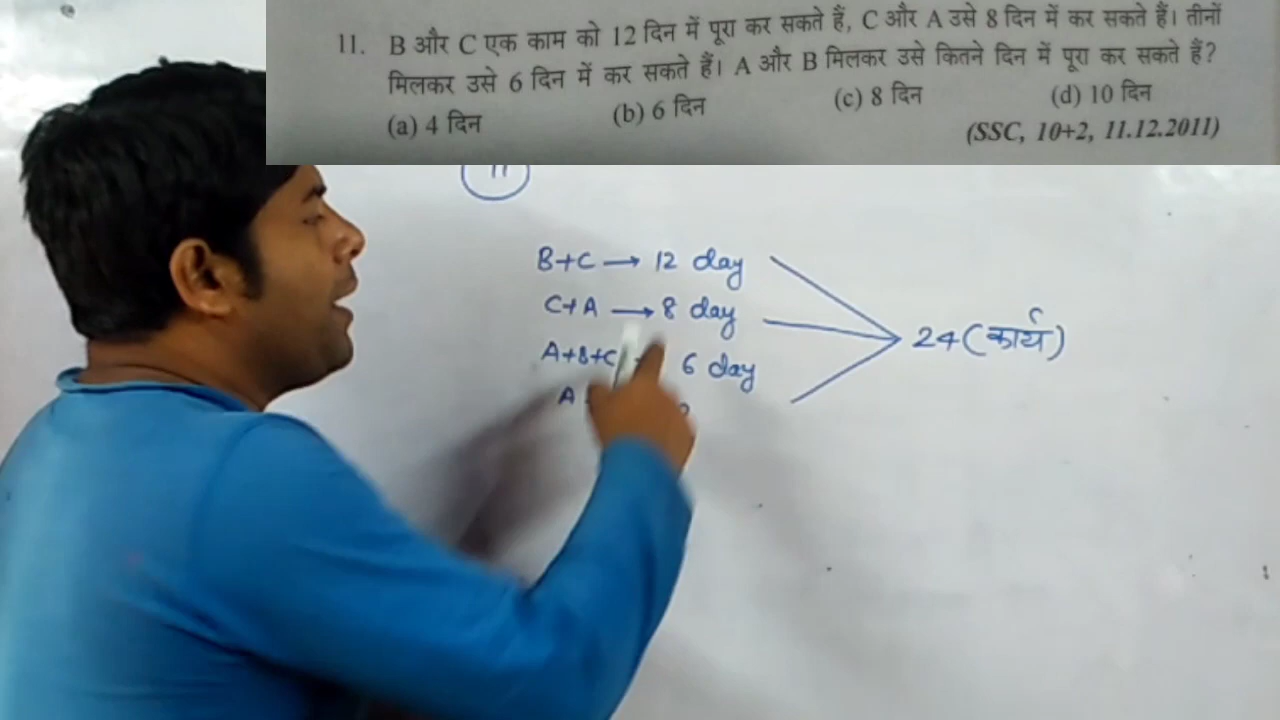 11. B और C एक काम को 12 दिन में पूरा कर सकते हैं, C और A उसे 8 दिन में कर सकते हैं। तीनों
मिलकर उसे 6 दिन में कर सकते हैं। A और B मिलकर उसे कितने दिन में पूरा कर सकते हैं?
(a) 4 दिन (b) 6 दिन (c) 8 दिन (d) 10 दिन
(SSC, 10+2, 11.12.2011)
11
B+C → 12 day
C+A → 8 day
24 (कार्य)
A+B+C 6 day
A